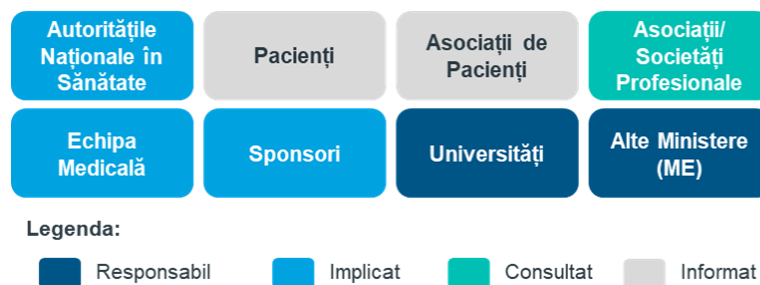 Autoritățile
Naționale în
Sănătate
Pacienți
Asociații de
Pacienți
Asociații/
Societăți
Profesionale
Echipa
Medicală
Sponsori
Universități
Alte Ministere
(ME)
Legenda:
Responsabil
Implicat
Consultat
Informat